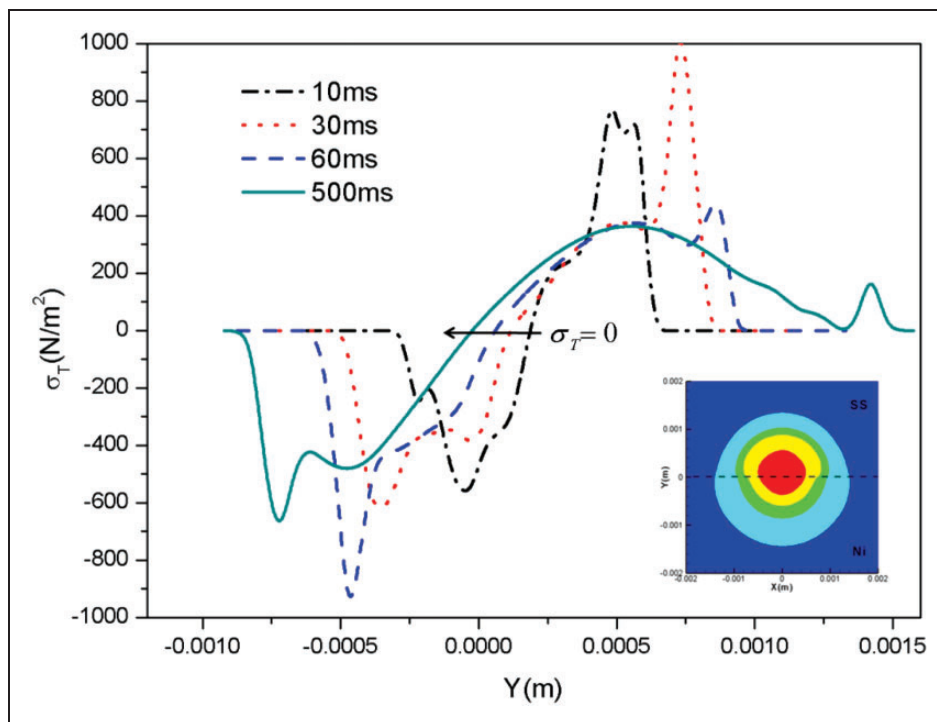 1000
800
600
400
200
0
-200
-400
-600
-800
-1000
σT(N/m²)
10ms
30ms
60ms
500ms
σT=0
-0.0010
-0.0005
0.0000
0.0005
0.0010
0.0015
Y(m)
0.002
0.001
0
-0.001
-0.002
Y(m)
SS
Ni
-0.002
-0.001
0
0.001
0.002
X(m)